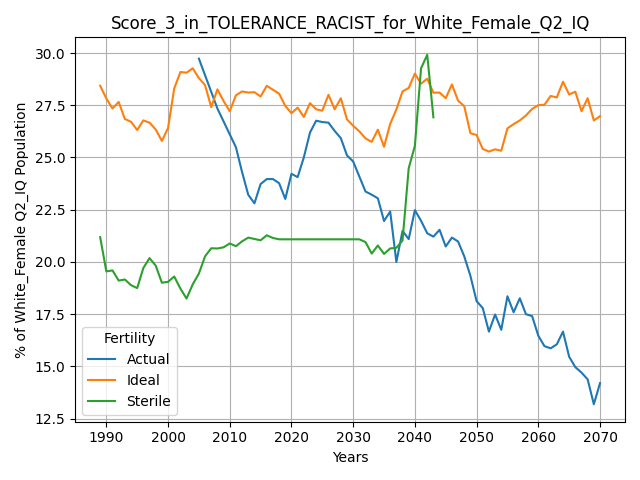 Score_3_in_TOLERANCE_RACIST_for_White_Female_Q2_IQ
% of White_Female Q2_IQ Population
30.0
27.5
25.0
22.5
20.0
17.5
15.0
12.5
Fertility
Actual
Ideal
Sterile
1990 2000 2010 2020 2030 2040 2050 2060 2070
Years